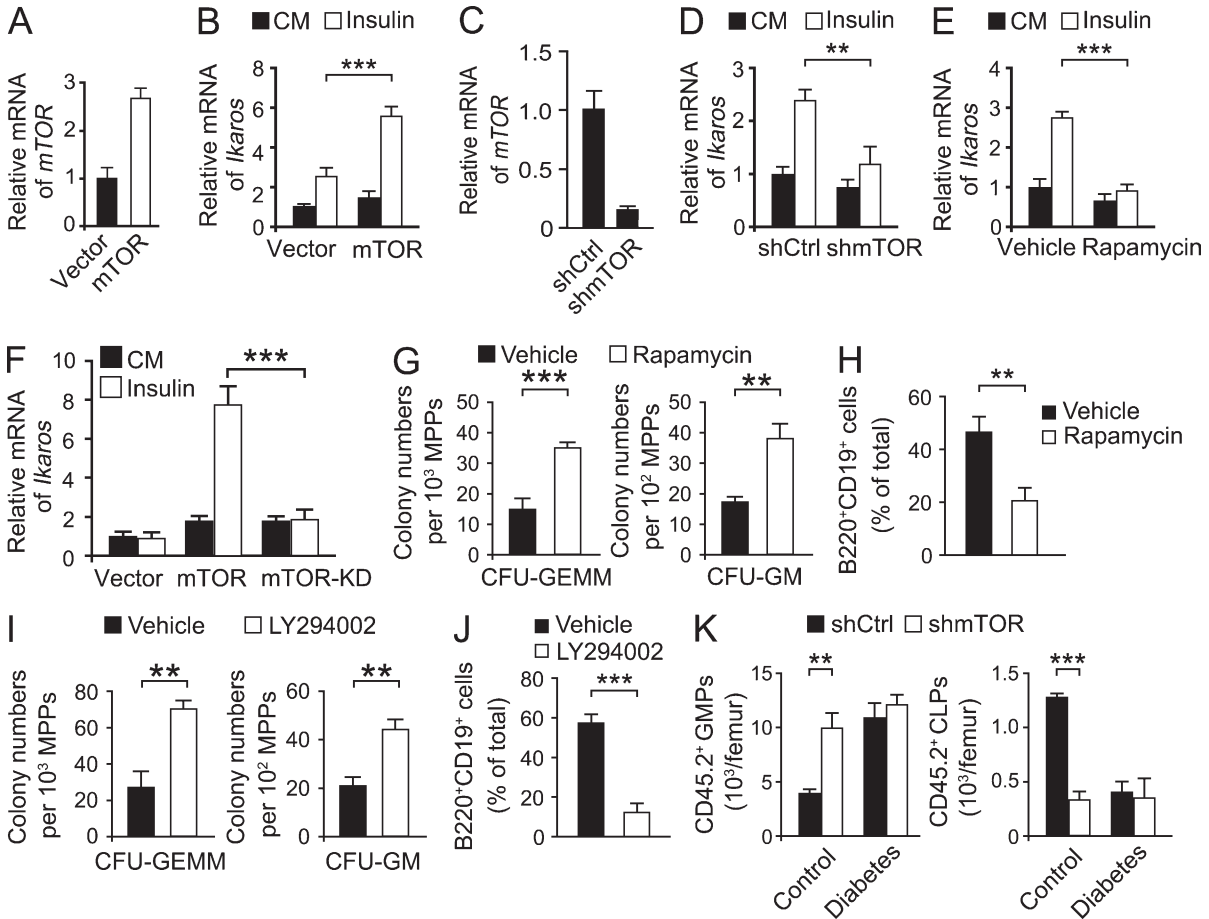 A
Relative mRNA
of mTOR
3
2
1
0
Vector
mTOR
B
CM Insulin
Relative mRNA
of Ikaros
8
6
4
2
0
***
Vector mTOR
C
Relative mRNA
of mTOR
1.5
1.0
0.5
0
shCtrl
shmTOR
D
CM Insulin
Relative mRNA
of Ikaros
3
2
1
0
**
shCtrl shmTOR
E
CM Insulin
Relative mRNA
of Ikaros
4
3
2
1
0
***
Vehicle Rapamycin
F
CM
Insulin
Relative mRNA
of Ikaros
10
8
6
4
2
0
***
Vector mTOR mTOR-KD
G
Vehicle Rapamycin
Colony numbers
per 10³ MPPs
50
40
30
20
10
0
***
CFU-GEMM
Colony numbers
per 10² MPPs
50
40
30
20
10
0
**
CFU-GM
H
B220⁺CD19⁺ cells
(% of total)
60
40
20
0
**
Vehicle
Rapamycin
I
Vehicle LY294002
Colony numbers
per 10³ MPPs
80
60
40
20
0
**
CFU-GEMM
Colony numbers
per 10² MPPs
60
40
20
0
**
CFU-GM
J
Vehicle
LY294002
B220⁺CD19⁺ cells
(% of total)
80
60
40
20
0
***
K
shCtrl shmTOR
CD45.2⁺ GMPs
(10³/femur)
15
10
5
0
**
Control
Diabetes
CD45.2⁺ CLPs
(10³/femur)
1.5
1.0
0.5
0
***
Control
Diabetes